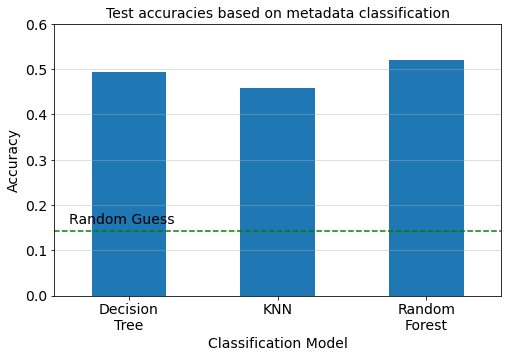 Test accuracies based on metadata classification
0.6
0.5
0.4
0.3
0.2
0.1
0.0
Accuracy
Random Guess
Decision
Tree
KNN
Random
Forest
Classification Model